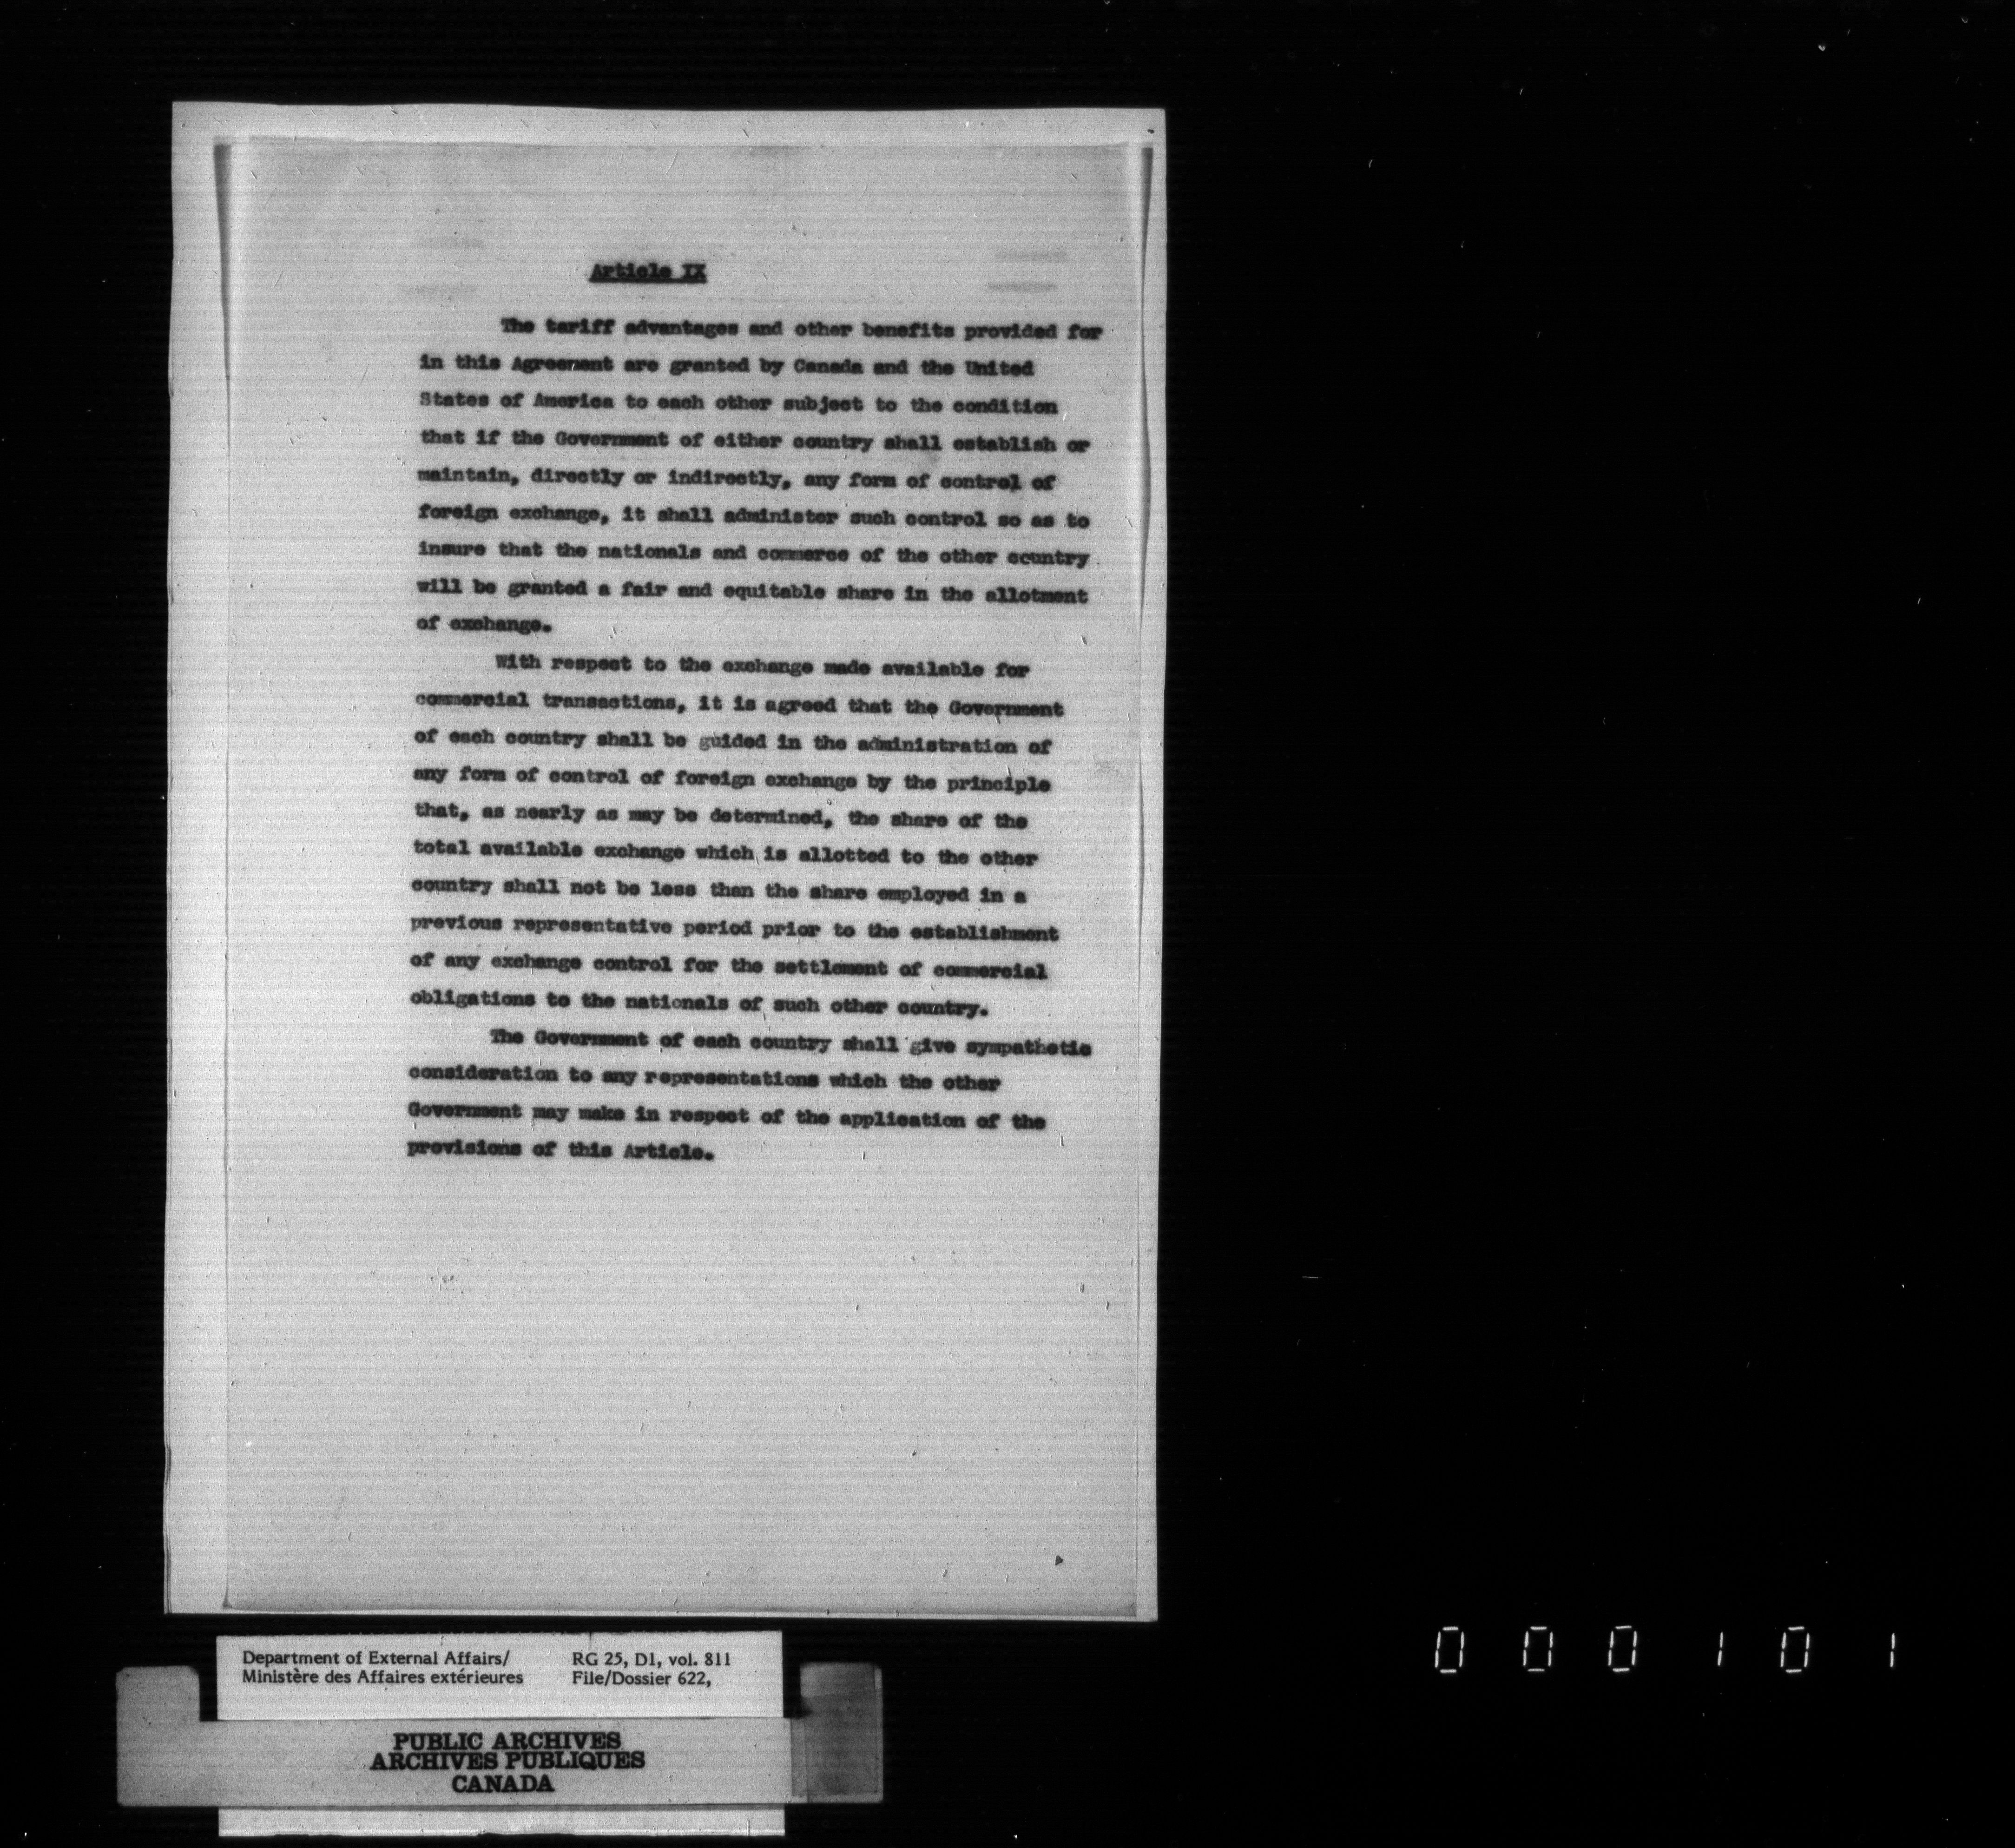 Article IX
The tariff advantages and other benefits provided for
in this Agreement are granted by Canada and the United
States of America to each other subject to the condition
that if the Government of either country shall establish or
maintain, directly or indirectly, any form of control of
foreign exchange, it shall administer such control so as to
insure that the nationals and commerce of the other country
will be granted a fair and equitable share in the allotment
of exchange.
With respect to the exchange made available for
commercial transactions, it is agreed that the Government
of each country shall be guided in the administration of
any form of control of foreign exchange by the principle
that, as nearly as may be determined, the share of the
total available exchange which is allotted to the other
country shall not be less than the share employed in a
previous representative period prior to the establishment
of any exchange control for the settlement of commercial
obligations to the nationals of such other country.
The Government of each country shall give sympathetic
consideration to any representations which the other
Government may make in respect of the application of the
provisions of this Article.
Department of External Affairs/ RG 25, D1, vol. 811
Ministère des Affaires extérieures File/Dossier 622,
PUBLIC ARCHIVES
ARCHIVES PUBLIQUES
CANADA
000101